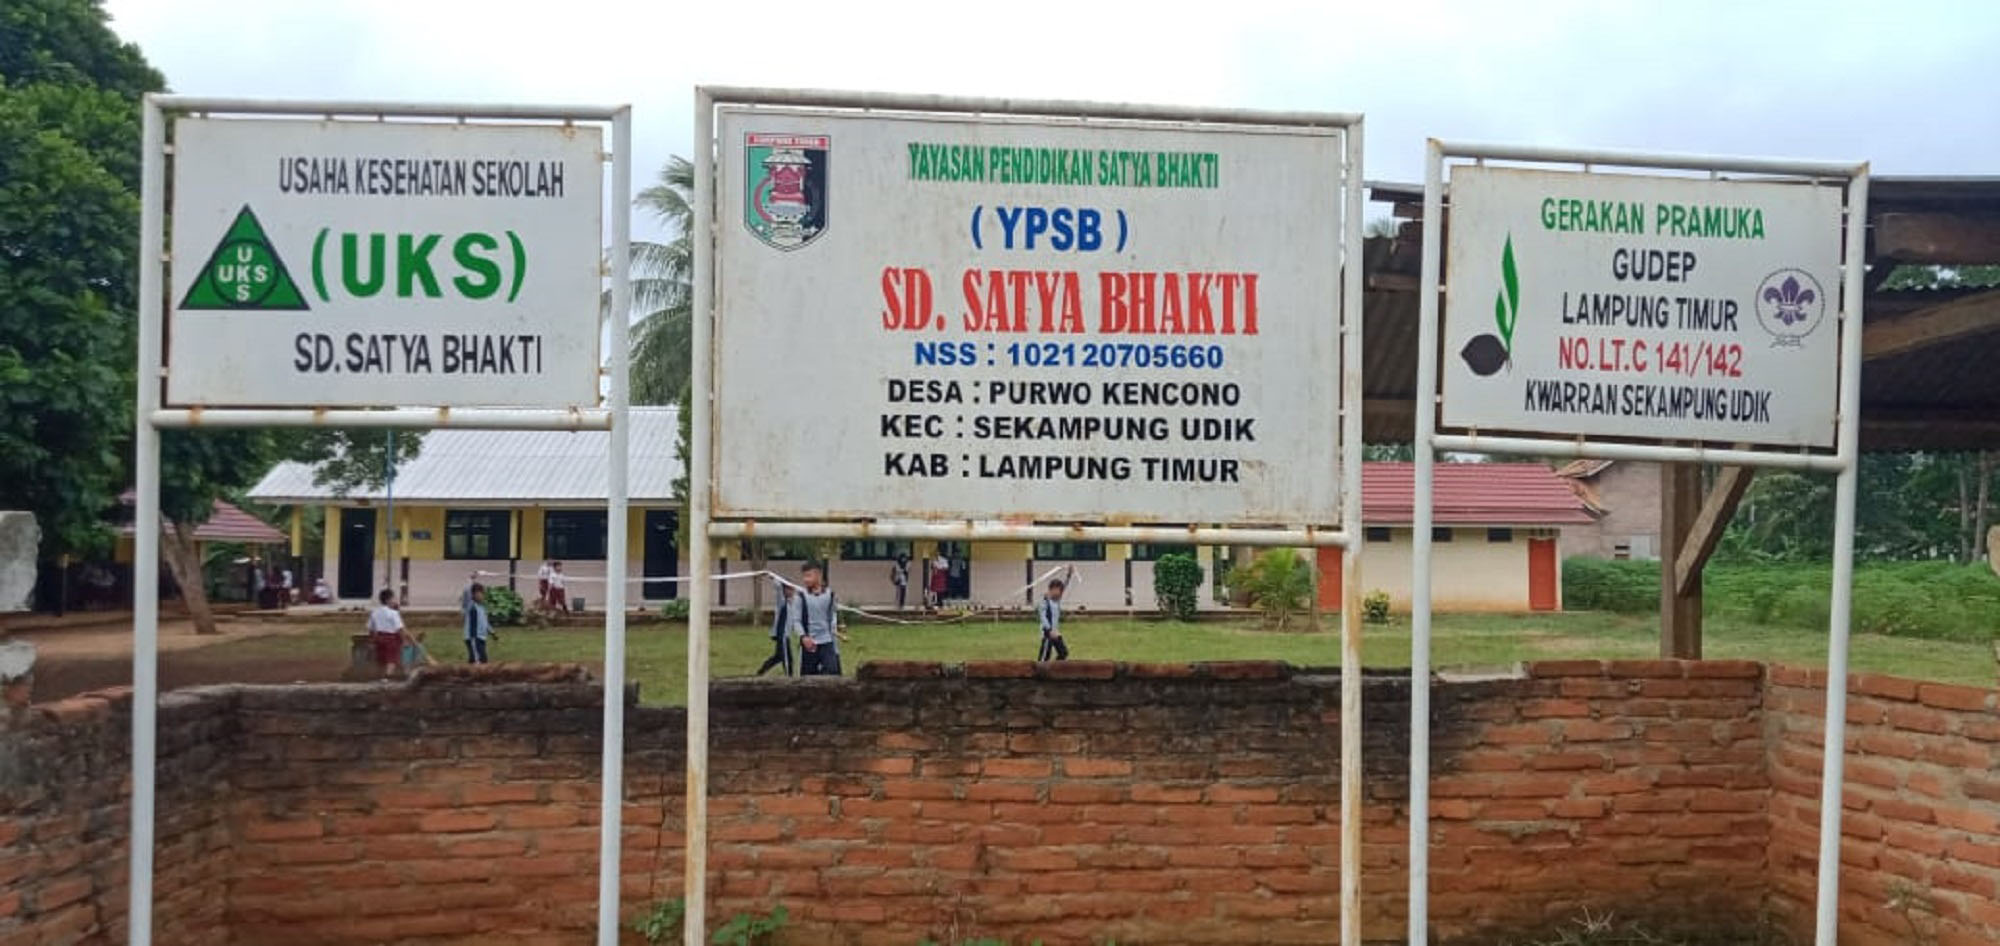 USAHA KESEHATAN SEKOLAH
U
UKS
S
(UKS)
SD. SATYA BHAKTI
LAMPUNG TIMUR
YAYASAN PENDIDIKAN SATYA BHAKTI
( YPSB )
SD. SATYA BHAKTI
NSS : 102120705660
DESA : PURWO KENCONO
KEC : SEKAMPUNG UDIK
KAB : LAMPUNG TIMUR
GERAKAN PRAMUKA
GUDEP
LAMPUNG TIMUR
NO. LT. C 141/142
KWARRAN SEKAMPUNG UDIK